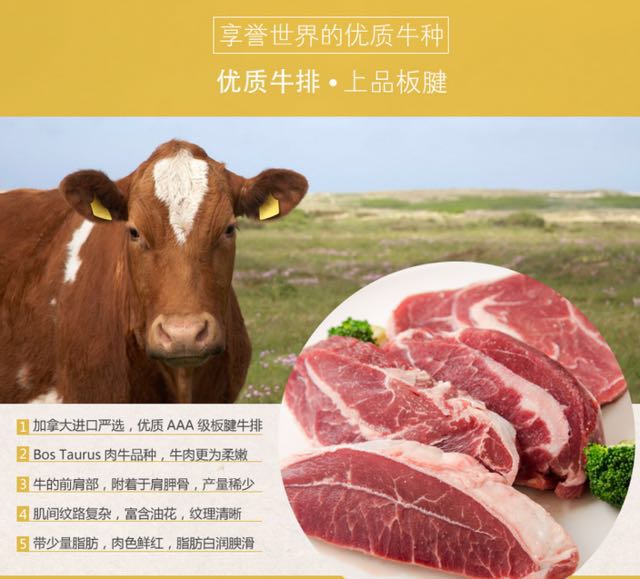 享誉世界的优质牛种
优质牛排•上品板腱
1 加拿大进口严选，优质 AAA 级板腱牛排
2 Bos Taurus 肉牛品种，牛肉更为柔嫩
3 牛的前肩部，附着于肩胛骨，产量稀少
4 肌间纹路复杂，富含油花，纹理清晰
5 带少量脂肪，肉色鲜红，脂肪白润腴滑